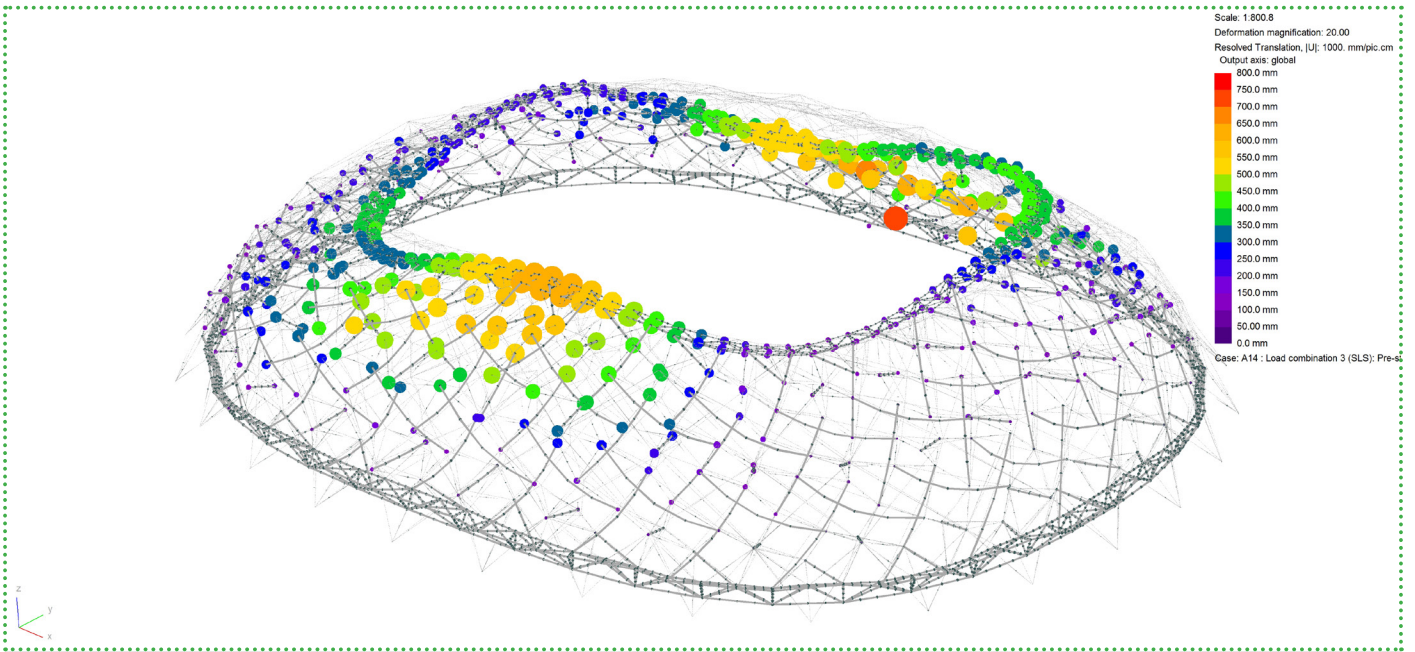 Scale: 1:800.8
Deformation magnification: 20.00
Resolved Translation, |U|: 1000. mm/pic.cm
Output axis: global
800.0 mm
750.0 mm
700.0 mm
650.0 mm
600.0 mm
550.0 mm
500.0 mm
450.0 mm
400.0 mm
350.0 mm
300.0 mm
250.0 mm
200.0 mm
150.0 mm
100.0 mm
50.00 mm
0.0 mm
Case: A14 : Load combination 3 (SLS): Pre-s
z
y
x